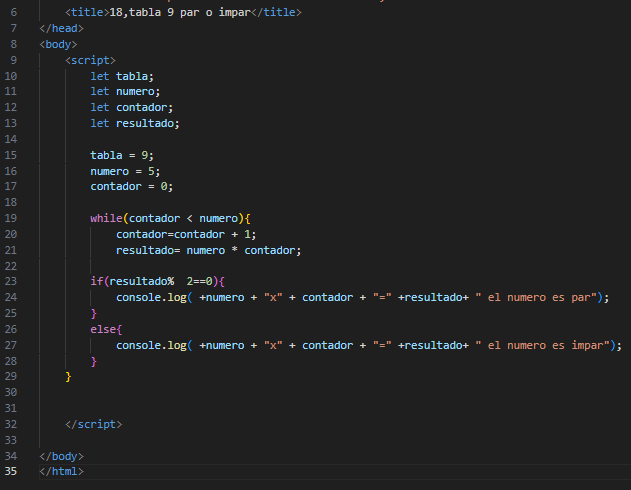 6 <title>18,tabla 9 par o impar</title>
7 </head>
8 <body>
9 <script>
10 let tabla;
11 let numero;
12 let contador;
13 let resultado;
14
15 tabla = 9;
16 numero = 5;
17 contador = 0;
18
19 while(contador < numero){
20 contador=contador + 1;
21 resultado= numero * contador;
22
23 if(resultado%  2==0){
24 console.log( +numero + "x" + contador + "=" +resultado+ " el numero es par");
25 }
26 else{
27 console.log( +numero + "x" + contador + "=" +resultado+ " el numero es impar");
28 }
29 }
30
31
32 </script>
33
34 </body>
35 </html>